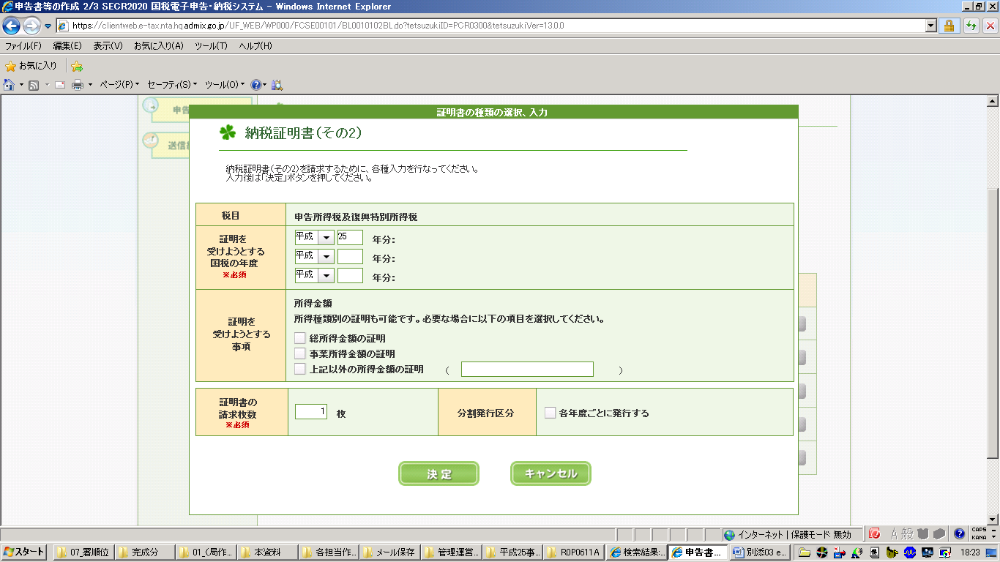 申告書等の作成 2/3 SECR2020 国税電子申告・納税システム - Windows Internet Explorer
https://clientweb.e-tax.nta.hq.admix.go.jp/UF_WEB/WP000/FCSE00101/BL0010102BL.do?tetsuzukiID=PCR0300&tetsuzukiVer=13.0.0
ファイル(F) 編集(E) 表示(V) お気に入り(A) ツール(T) ヘルプ(H)
お気に入り
ページ(P) セーフティ(S) ツール(O)
申告
送信
証明書の種類の選択、入力
納税証明書(その2)
納税証明書(その2)を請求するために、各種入力を行なってください。
入力後は「決定」ボタンを押してください。
税目 申告所得税及復興特別所得税
証明を
受けようとする
国税の年度
※必須
平成 25 年分:
平成 年分:
平成 年分:
証明を
受けようとする
事項
所得金額
所得種類別の証明も可能です。必要な場合に以下の項目を選択してください。
総所得金額の証明
事業所得金額の証明
上記以外の所得金額の証明 ( )
証明書の
請求枚数
※必須
1 枚
分割発行区分
各年度ごとに発行する
決定 キャンセル
インターネット | 保護モード: 無効
A 般
CAPS
KANA
スタート 07_署順位 完成分 01_(局作... 本資料 各担当作... メール保存 管理運営... 平成25事... R0P0611A 検索結果:... 申告書... 別添03 e... 18:23